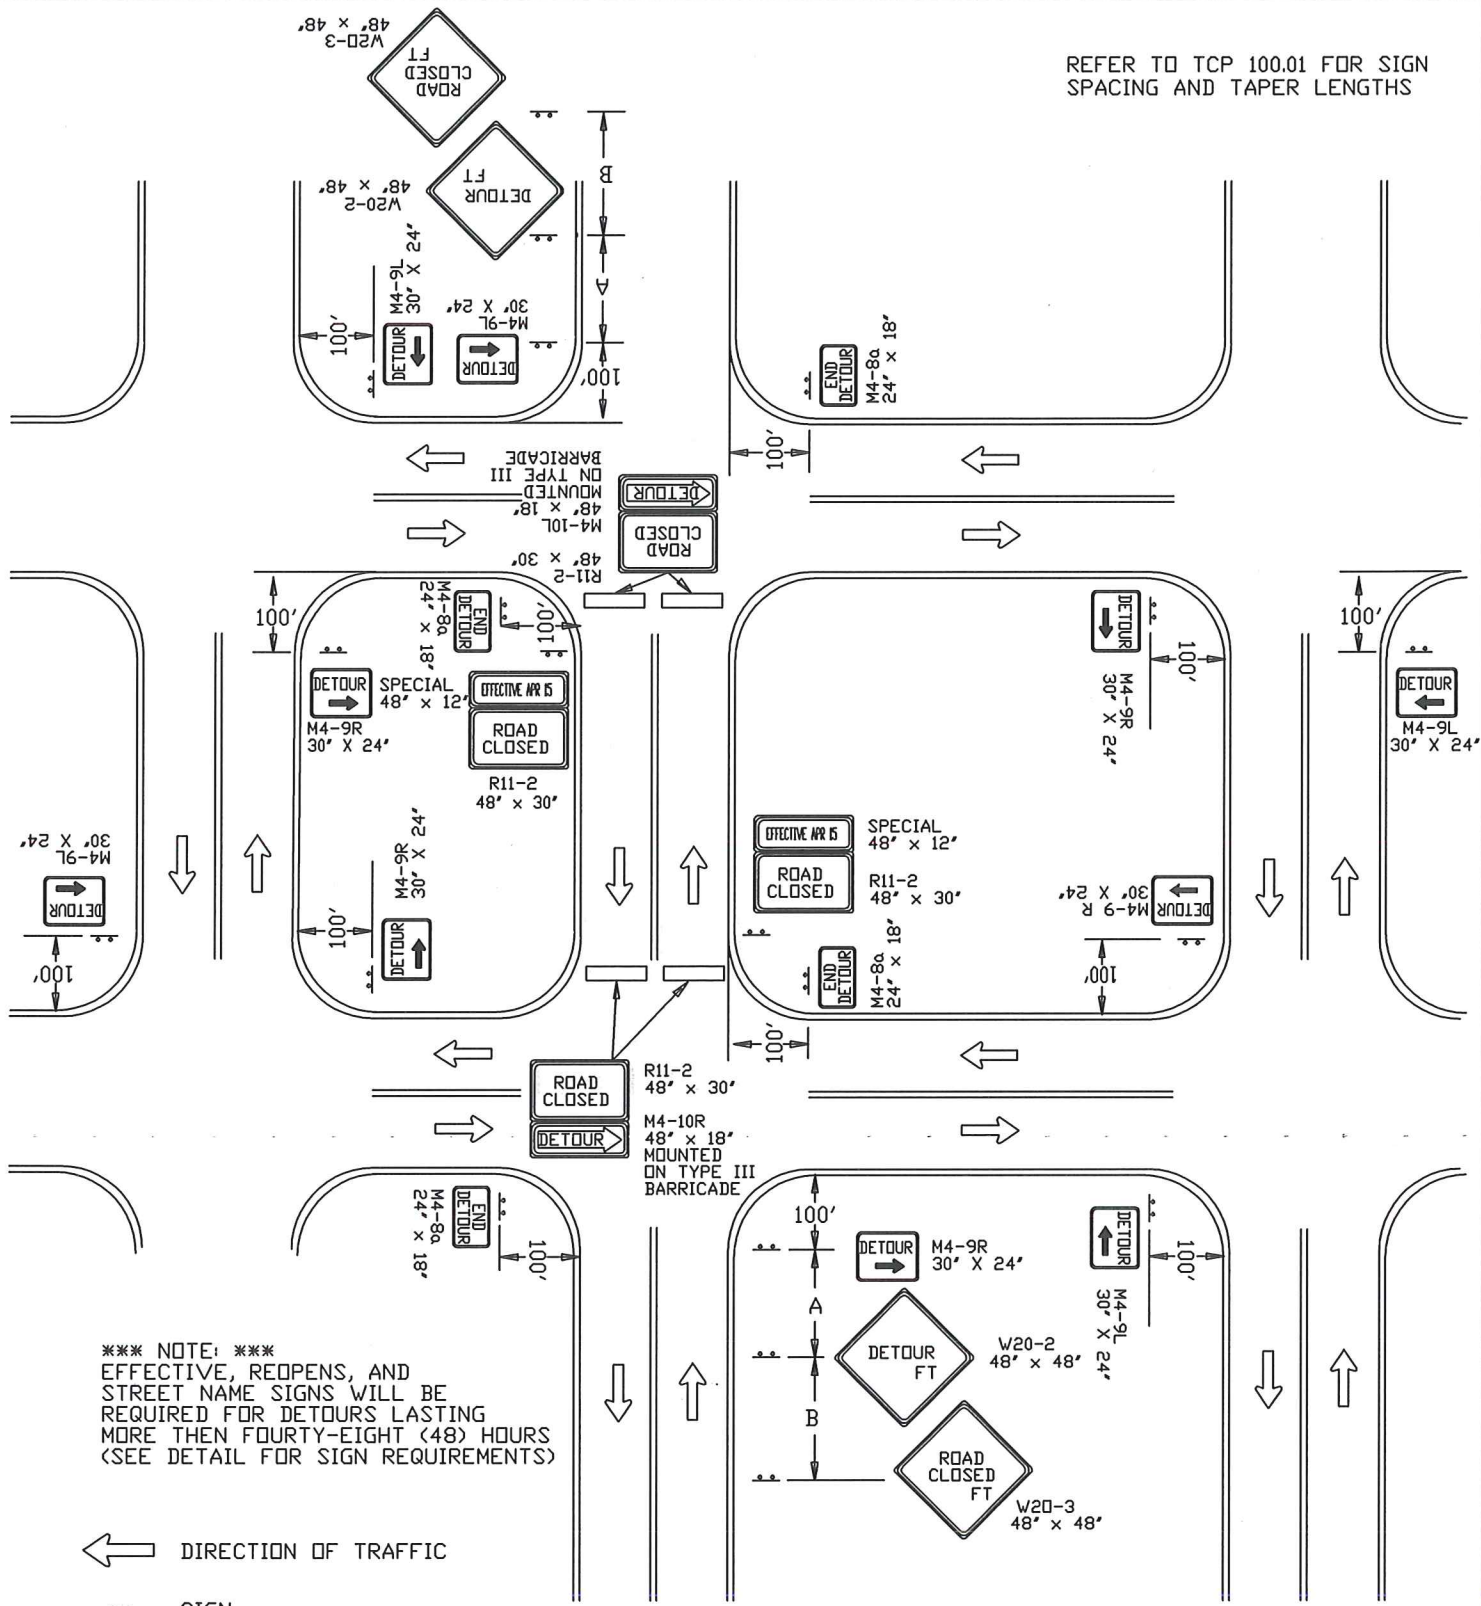 REFER TO TCP 100.01 FOR SIGN
SPACING AND TAPER LENGTHS
W20-3
48" × 48"
ROAD
CLOSED
FT
W20-2
48" × 48"
DETOUR
FT
B
A
100'
M4-9L
30" X 24"
DETOUR
100'
M4-9L
30" X 24"
DETOUR
END
DETOUR
M4-8a
24" × 18"
100'
R11-2
48" × 30"
M4-10L
48" × 18"
MOUNTED
ON TYPE III
BARRICADE
ROAD
CLOSED
DETOUR
100'
M4-8a
24" × 18"
END
DETOUR
100'
DETOUR
M4-9R
30" X 24"
SPECIAL
48" × 12"
EFFECTIVE APR 15
ROAD
CLOSED
R11-2
48" × 30"
DETOUR
100'
M4-9R
30" X 24"
100'
DETOUR
M4-9L
30" X 24"
M4-9L
30" X 24"
DETOUR
100'
M4-9R
30" X 24"
100'
DETOUR
EFFECTIVE APR 15
SPECIAL
48" × 12"
ROAD
CLOSED
R11-2
48" × 30"
END
DETOUR
M4-8a
24" × 18"
100'
M4-9 R
30" X 24"
DETOUR
100'
ROAD
CLOSED
DETOUR
R11-2
48" × 30"
M4-10R
48" × 18"
MOUNTED
ON TYPE III
BARRICADE
M4-8a
24" × 18"
END
DETOUR
100'
100'
DETOUR
M4-9R
30" X 24"
A
DETOUR
FT
W20-2
48" × 48"
B
ROAD
CLOSED
FT
W20-3
48" × 48"
DETOUR
100'
M4-9L
30" X 24"
*** NOTE: ***
EFFECTIVE, REOPENS, AND
STREET NAME SIGNS WILL BE
REQUIRED FOR DETOURS LASTING
MORE THEN FOURTY-EIGHT (48) HOURS
(SEE DETAIL FOR SIGN REQUIREMENTS)
DIRECTION OF TRAFFIC